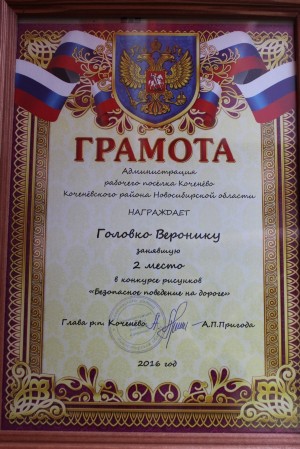 ГРАМОТА
Администрация
рабочего поселка Коченёво
Коченёвского района Новосибирской области
НАГРАЖДАЕТ
Головко Веронику
занявшую
2 место
в конкурсе рисунков
«Безопасное поведение на дороге»
Глава р.п. Коченёво А.П.Пригода
2016 год